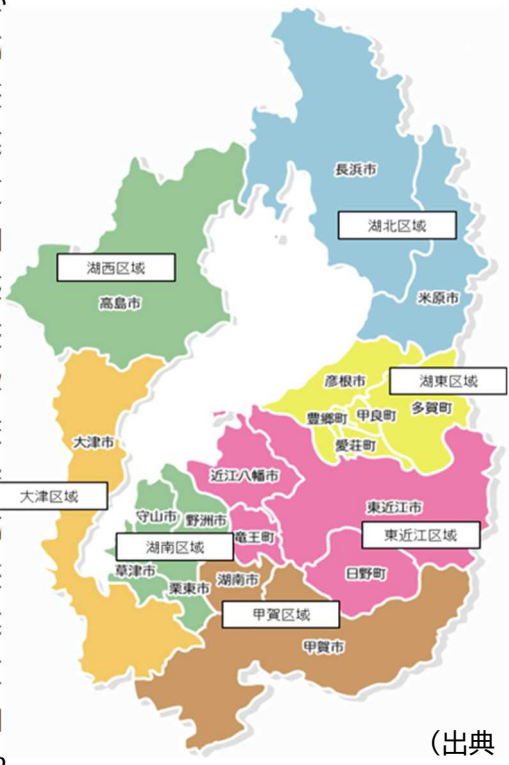 長浜市
湖北区域
湖西区域
高島市
米原市
彦根市
湖東区域
豊郷町
甲良町
多賀町
愛荘町
大津市
近江八幡市
大津区域
守山市
野洲市
東近江市
竜王町
東近江区域
湖南区域
草津市
湖南市
日野町
栗東市
甲賀区域
甲賀市
（出典